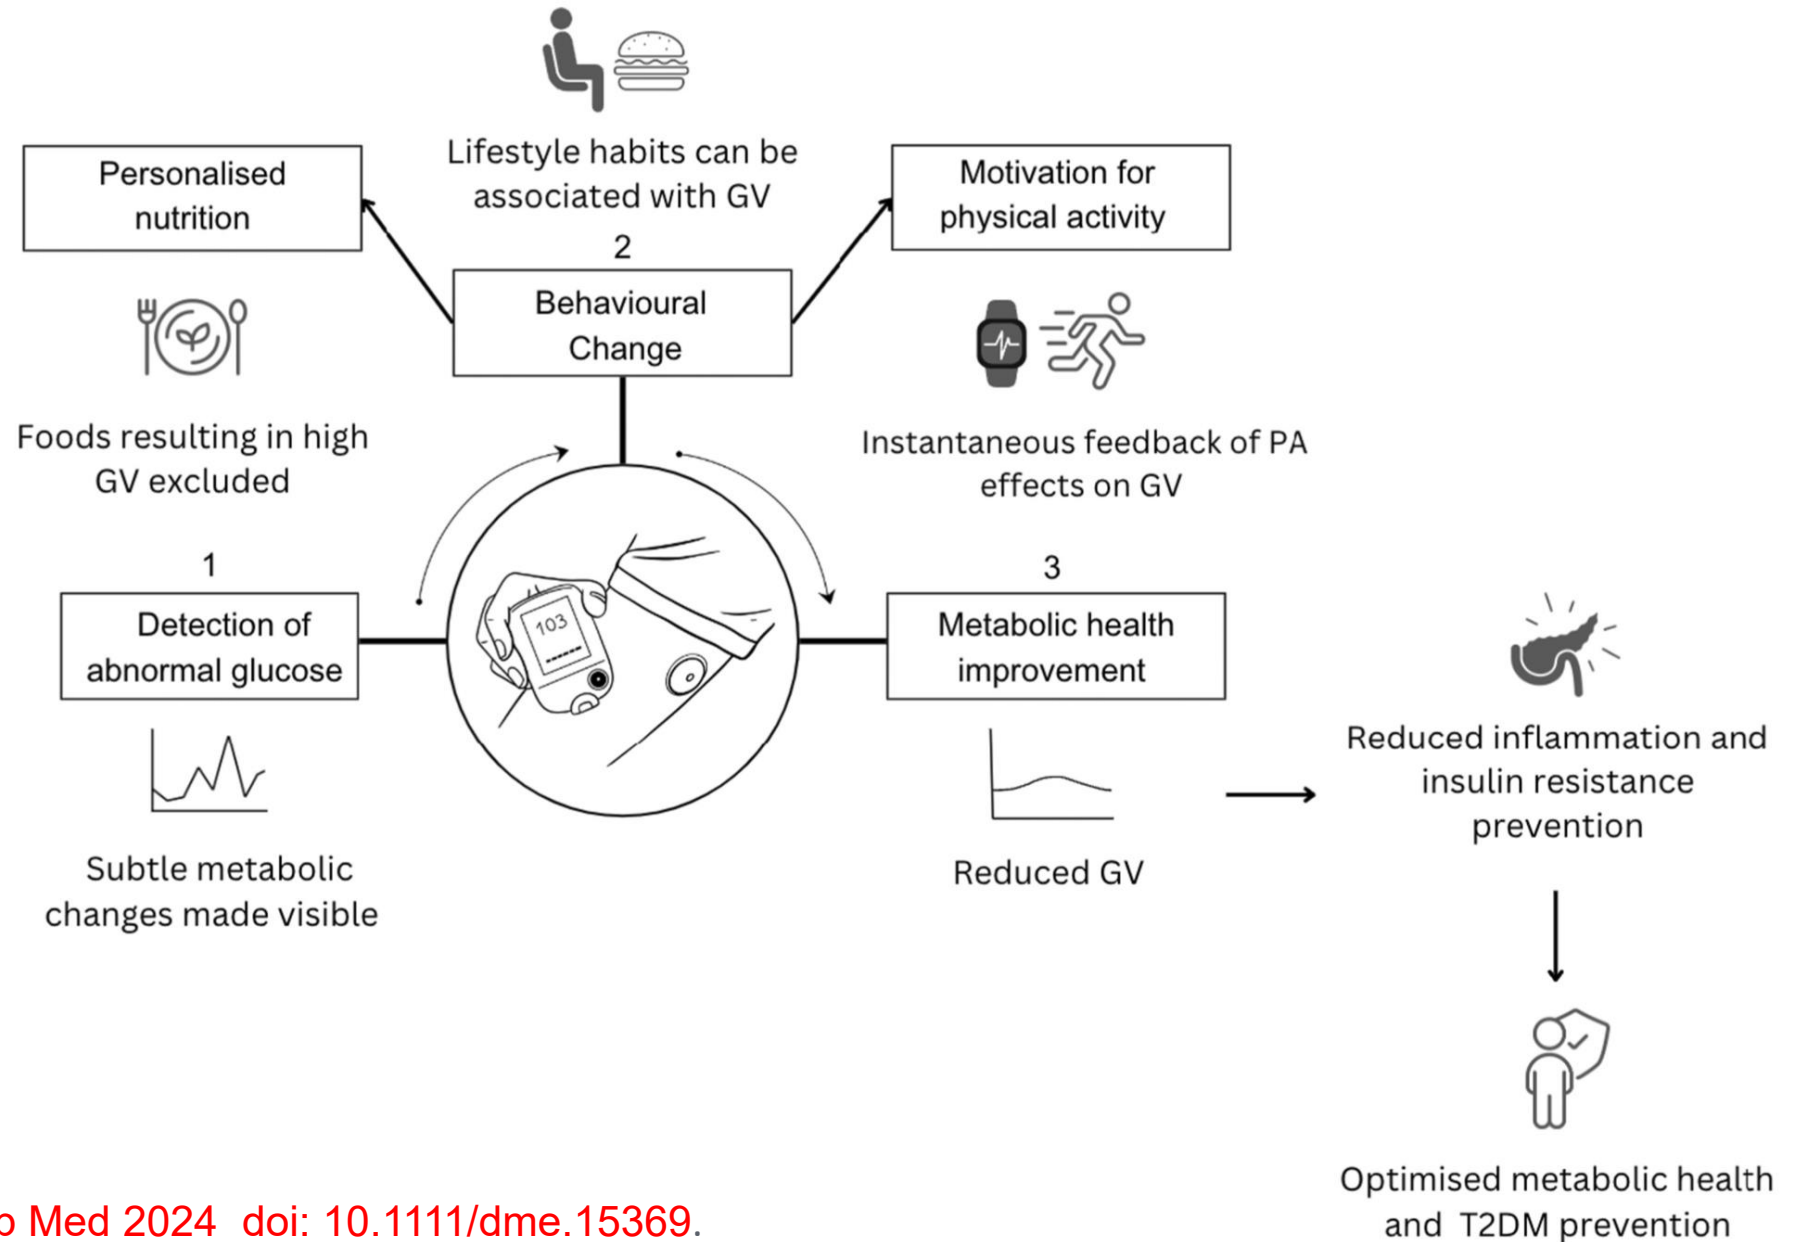 Lifestyle habits can be
associated with GV
Personalised
nutrition
Motivation for
physical activity
2
Behavioural
Change
Foods resulting in high
GV excluded
Instantaneous feedback of PA
effects on GV
1
Detection of
abnormal glucose
103
3
Metabolic health
improvement
Subtle metabolic
changes made visible
Reduced GV
Reduced inflammation and
insulin resistance
prevention
Optimised metabolic health
and T2DM prevention
Med 2024 doi: 10.1111/dme.15369.